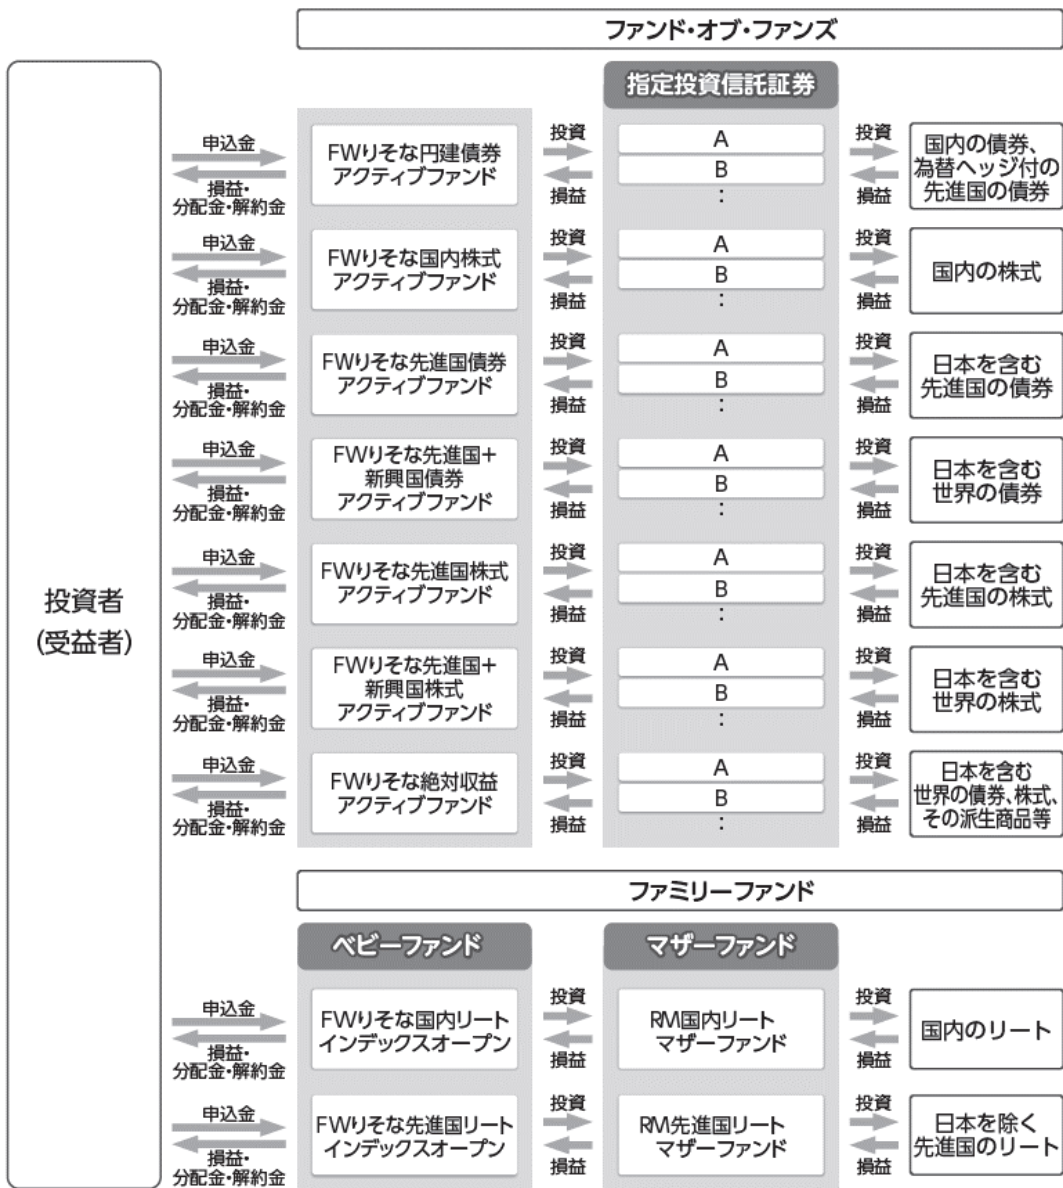 ファンド・オブ・ファンズ
指定投資信託証券
投資者
(受益者)
申込金
損益・
分配金・解約金
FWりそな円建債券
アクティブファンド
投資
損益
A
B
:
投資
損益
国内の債券、
為替ヘッジ付の
先進国の債券
申込金
損益・
分配金・解約金
FWりそな国内株式
アクティブファンド
投資
損益
A
B
:
投資
損益
国内の株式
申込金
損益・
分配金・解約金
FWりそな先進国債券
アクティブファンド
投資
損益
A
B
:
投資
損益
日本を含む
先進国の債券
申込金
損益・
分配金・解約金
FWりそな先進国+
新興国債券
アクティブファンド
投資
損益
A
B
:
投資
損益
日本を含む
世界の債券
申込金
損益・
分配金・解約金
FWりそな先進国株式
アクティブファンド
投資
損益
A
B
:
投資
損益
日本を含む
先進国の株式
申込金
損益・
分配金・解約金
FWりそな先進国+
新興国株式
アクティブファンド
投資
損益
A
B
:
投資
損益
日本を含む
世界の株式
申込金
損益・
分配金・解約金
FWりそな絶対収益
アクティブファンド
投資
損益
A
B
:
投資
損益
日本を含む
世界の債券、株式、
その派生商品等
ファミリーファンド
ベビーファンド
マザーファンド
申込金
損益・
分配金・解約金
FWりそな国内リート
インデックスオープン
投資
損益
RM国内リート
マザーファンド
投資
損益
国内のリート
申込金
損益・
分配金・解約金
FWりそな先進国リート
インデックスオープン
投資
損益
RM先進国リート
マザーファンド
投資
損益
日本を除く
先進国のリート